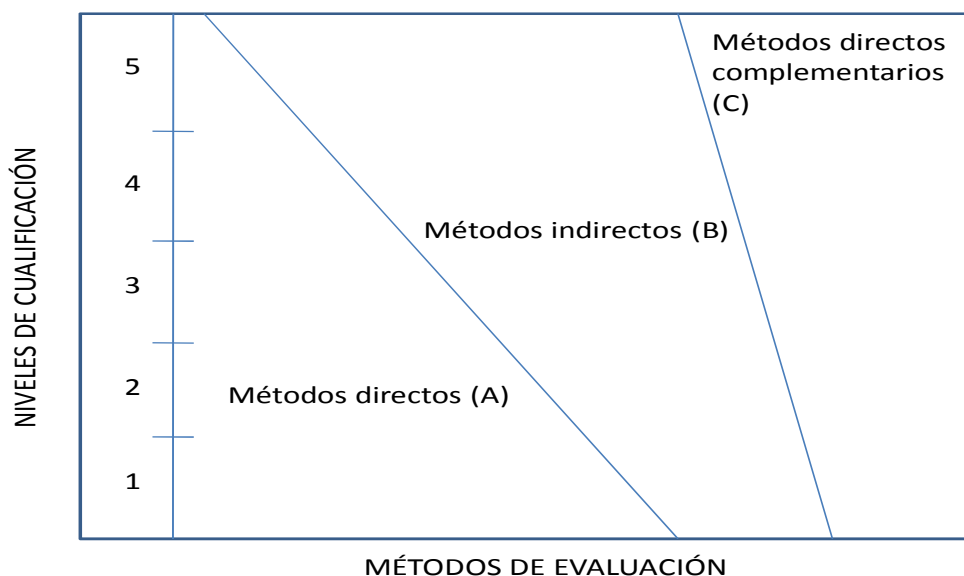 NIVELES DE CUALIFICACIÓN
5
4
3
2
1
Métodos directos
complementarios
(C)
Métodos indirectos (B)
Métodos directos (A)
MÉTODOS DE EVALUACIÓN